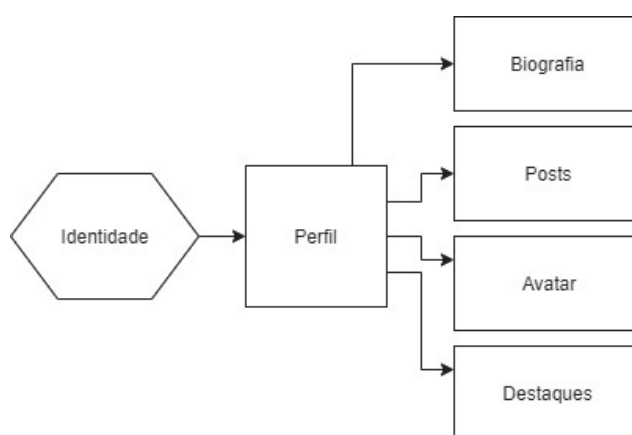 Biografia
Posts
Identidade
Perfil
Avatar
Destaques